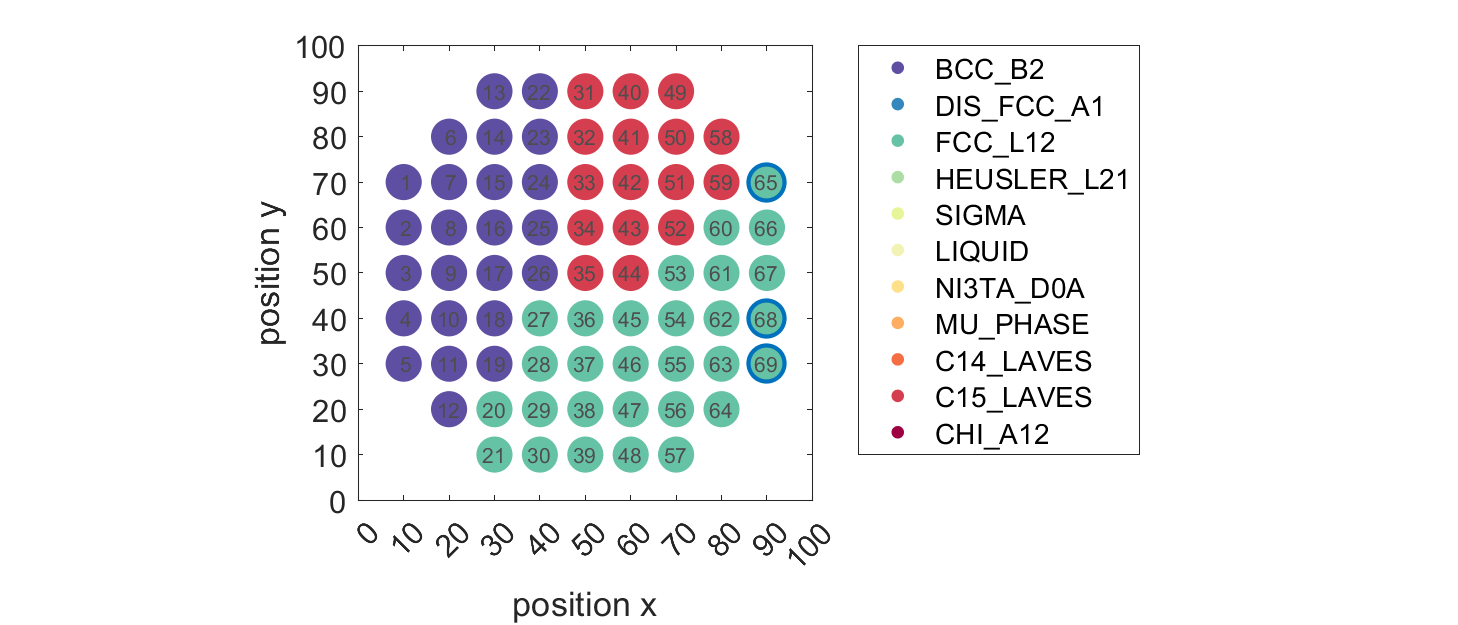 100
90
80
70
60
50
40
30
20
10
0
position y
13 22 31 40 49
6 14 23 32 41 50 58
1 7 15 24 33 42 51 59 65
2 8 16 25 34 43 52 60 66
3 9 17 26 35 44 53 61 67
4 10 18 27 36 45 54 62 68
5 11 19 28 37 46 55 63 69
12 20 29 38 47 56 64
21 30 39 48 57
0 10 20 30 40 50 60 70 80 90 100
position x
BCC_B2
DIS_FCC_A1
FCC_L12
HEUSLER_L21
SIGMA
LIQUID
NI3TA_D0A
MU_PHASE
C14_LAVES
C15_LAVES
CHI_A12